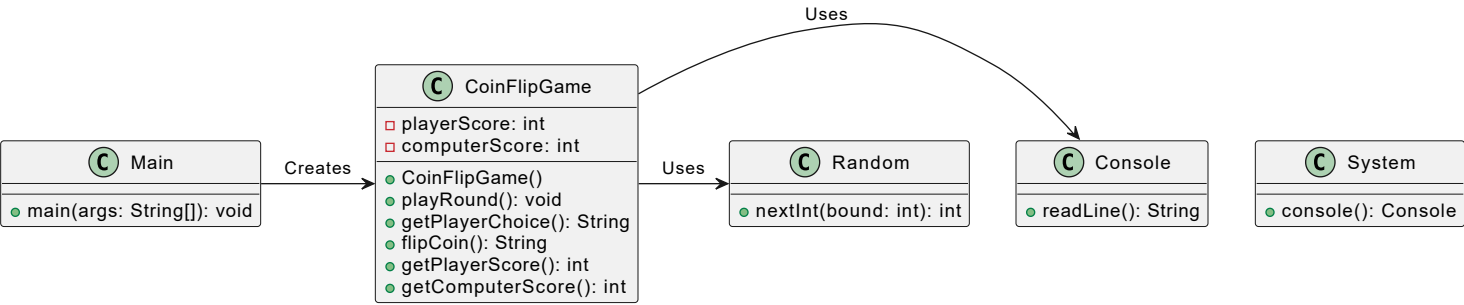 Uses
C CoinFlipGame
playerScore: int
computerScore: int
CoinFlipGame()
playRound(): void
getPlayerChoice(): String
flipCoin(): String
getPlayerScore(): int
getComputerScore(): int
C Main
main(args: String[]): void
Creates
Uses
C Random
nextInt(bound: int): int
C Console
readLine(): String
C System
console(): Console